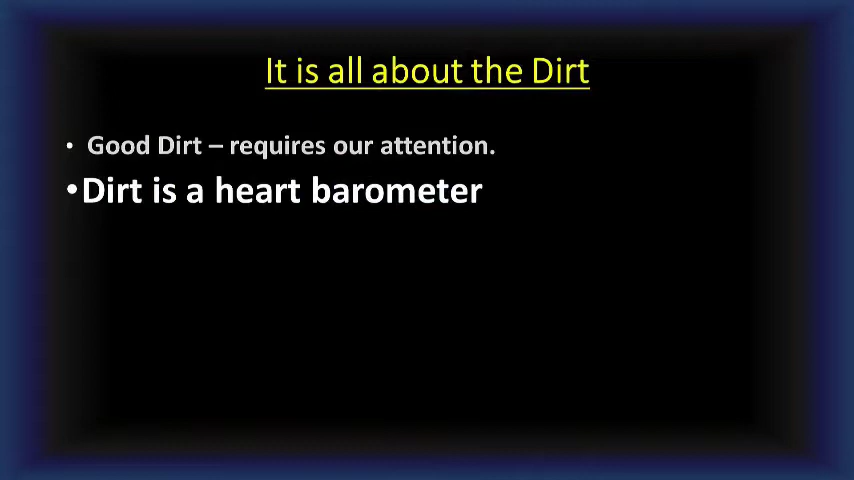 It is all about the Dirt
• Good Dirt – requires our attention.
•Dirt is a heart barometer